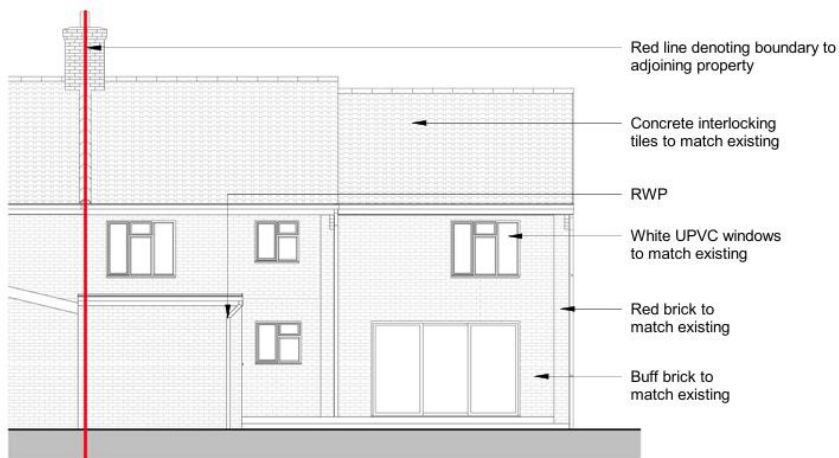 Red line denoting boundary to
adjoining property
Concrete interlocking
tiles to match existing
RWP
White UPVC windows
to match existing
Red brick to
match existing
Buff brick to
match existing